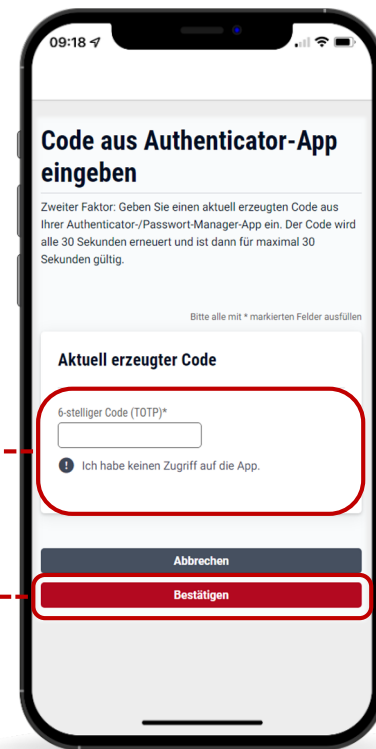 09:18
Code aus Authenticator-App
eingeben
Zweiter Faktor: Geben Sie einen aktuell erzeugten Code aus
Ihrer Authenticator-/Passwort-Manager-App ein. Der Code wird
alle 30 Sekunden erneuert und ist dann für maximal 30
Sekunden gültig.
Bitte alle mit * markierten Felder ausfüllen
Aktuell erzeugter Code
6-stelliger Code (TOTP)*
Ich habe keinen Zugriff auf die App.
Abbrechen
Bestätigen